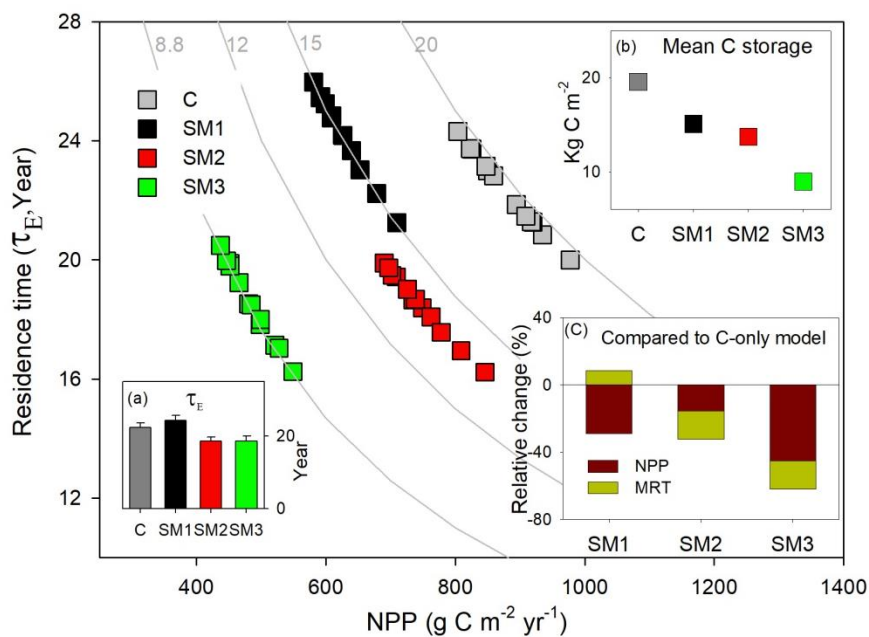 28
24
20
16
12
Residence time (τE,Year)
400
600
800
1000
1200
1400
NPP (g C m-2 yr-1)
8.8
12
15
20
C
SM1
SM2
SM3
(a)
τE
20
0
Year
C SM1 SM2 SM3
(b) Mean C storage
20
10
Kg C m-2
C SM1 SM2 SM3
(C) Compared to C-only model
40
0
-40
-80
Relative change (%)
NPP
MRT
SM1 SM2 SM3